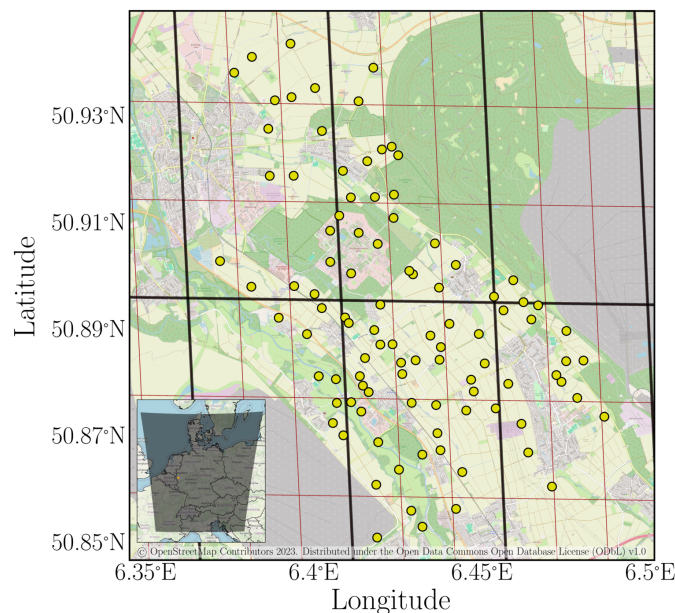 50.93°N
50.91°N
50.89°N
50.87°N
50.85°N
Latitude
© OpenStreetMap Contributors 2023. Distributed under the Open Data Commons Open Database License (ODbL) v1.0
6.35°E 6.4°E 6.45°E 6.5°E
Longitude